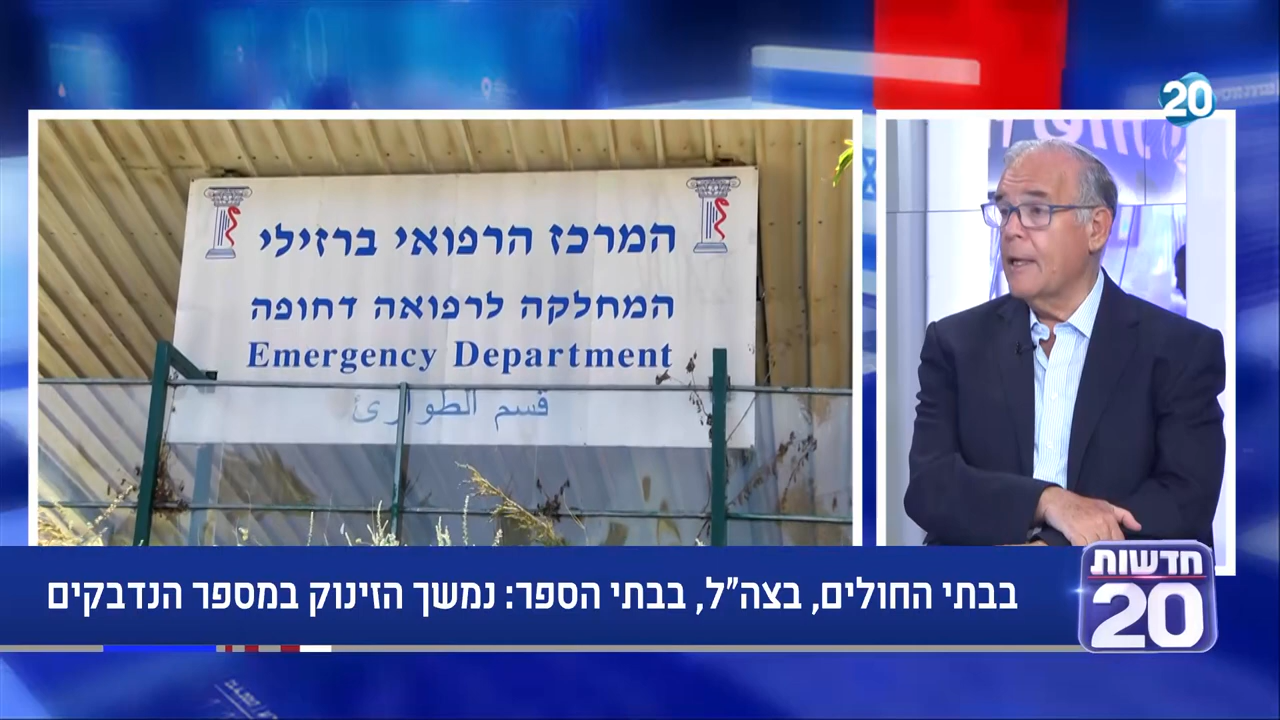 20
המרכז הרפואי ברזילי
המחלקה לרפואה דחופה
Emergency Department
قسم الطوارئ
בבתי החולים, בצה"ל, בבתי הספר: נמשך הזינוק במספר הנדבקים
חדשות
20